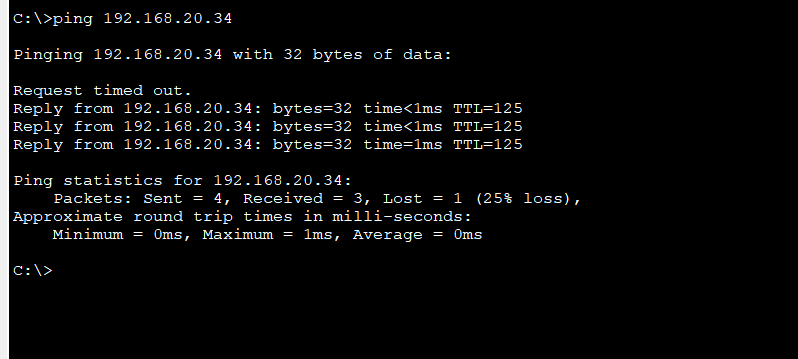 C:\>ping 192.168.20.34
Pinging 192.168.20.34 with 32 bytes of data:
Request timed out.
Reply from 192.168.20.34: bytes=32 time<1ms TTL=125
Reply from 192.168.20.34: bytes=32 time<1ms TTL=125
Reply from 192.168.20.34: bytes=32 time=1ms TTL=125
Ping statistics for 192.168.20.34:
    Packets: Sent = 4, Received = 3, Lost = 1 (25% loss),
Approximate round trip times in milli-seconds:
    Minimum = 0ms, Maximum = 1ms, Average = 0ms
C:\>